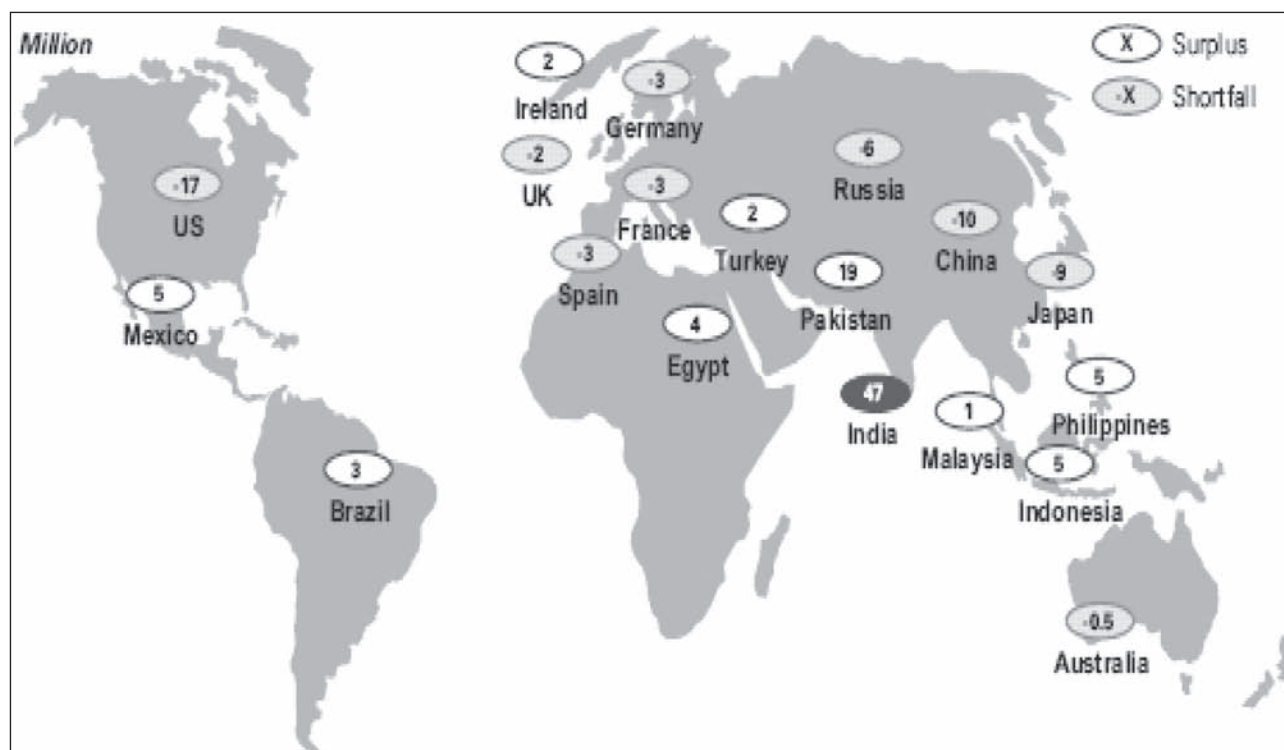 Million
X Surplus
-X Shortfall
2
Ireland
-3
Germany
-2
UK
-6
Russia
-17
US
-3
France
2
Turkey
-10
China
-3
Spain
19
Pakistan
-9
Japan
5
Mexico
4
Egypt
47
India
5
Philippines
1
Malaysia
5
Indonesia
3
Brazil
-0.5
Australia